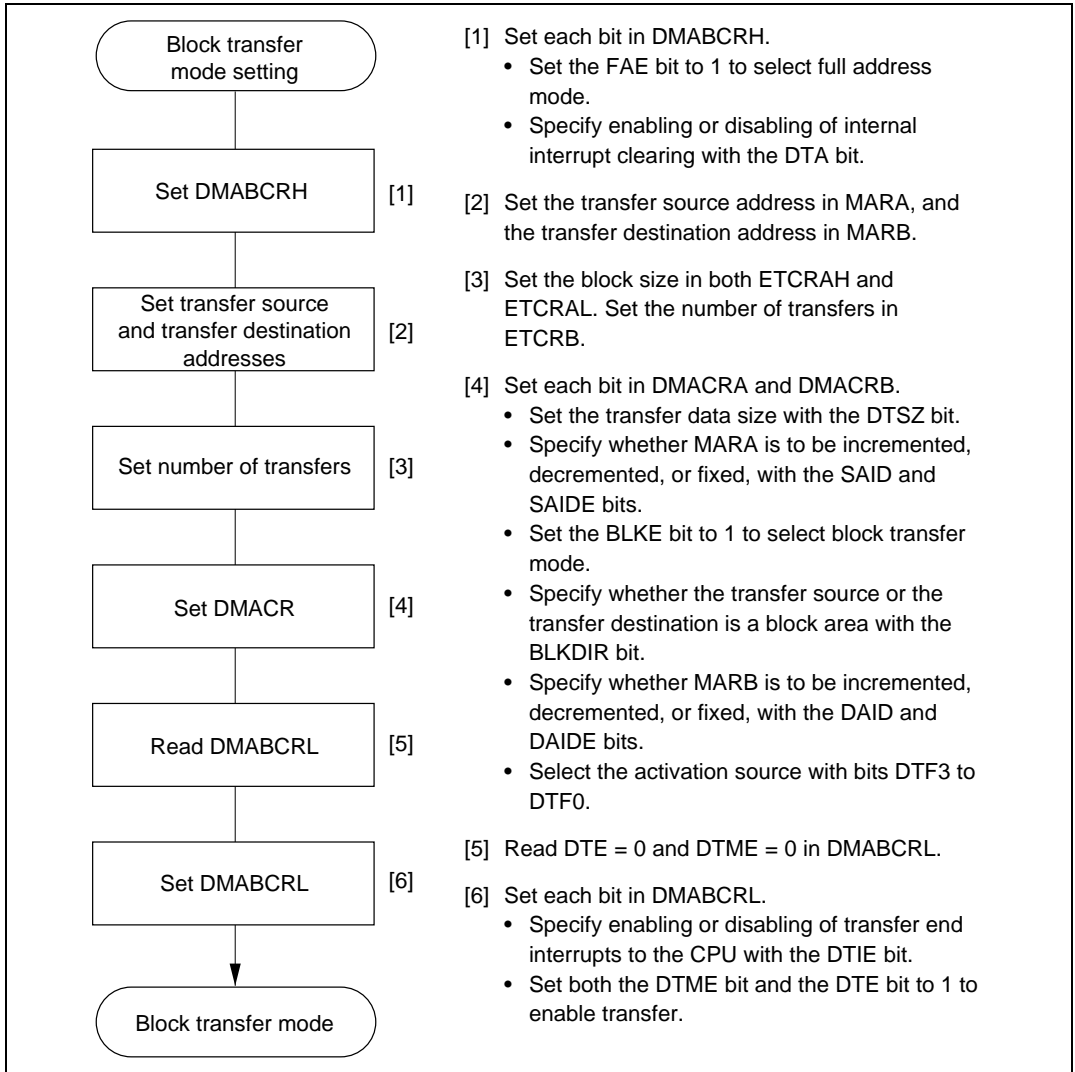 Block transfer
mode setting
Set DMABCRH
[1]
Set transfer source
and transfer destination
addresses
[2]
Set number of transfers
[3]
Set DMACR
[4]
Read DMABCRL
[5]
Set DMABCRL
[6]
Block transfer mode
[1] Set each bit in DMABCRH.
• Set the FAE bit to 1 to select full address
mode.
• Specify enabling or disabling of internal
interrupt clearing with the DTA bit.
[2] Set the transfer source address in MARA, and
the transfer destination address in MARB.
[3] Set the block size in both ETCRAH and
ETCRAL. Set the number of transfers in
ETCRB.
[4] Set each bit in DMACRA and DMACRB.
• Set the transfer data size with the DTSZ bit.
• Specify whether MARA is to be incremented,
decremented, or fixed, with the SAID and
SAIDE bits.
• Set the BLKE bit to 1 to select block transfer
mode.
• Specify whether the transfer source or the
transfer destination is a block area with the
BLKDIR bit.
• Specify whether MARB is to be incremented,
decremented, or fixed, with the DAID and
DAIDE bits.
• Select the activation source with bits DTF3 to
DTF0.
[5] Read DTE = 0 and DTME = 0 in DMABCRL.
[6] Set each bit in DMABCRL.
• Specify enabling or disabling of transfer end
interrupts to the CPU with the DTIE bit.
• Set both the DTME bit and the DTE bit to 1 to
enable transfer.